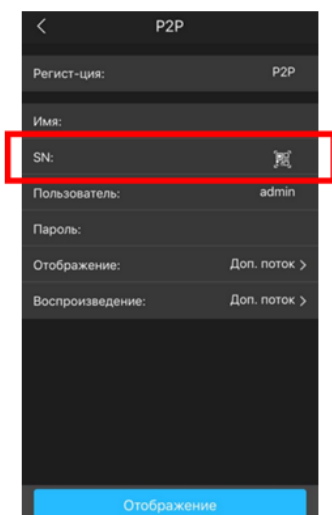 P2P
Регист-ция: P2P
Имя:
SN:
Пользователь: admin
Пароль:
Отображение: Доп. поток >
Воспроизведение: Доп. поток >
Отображение